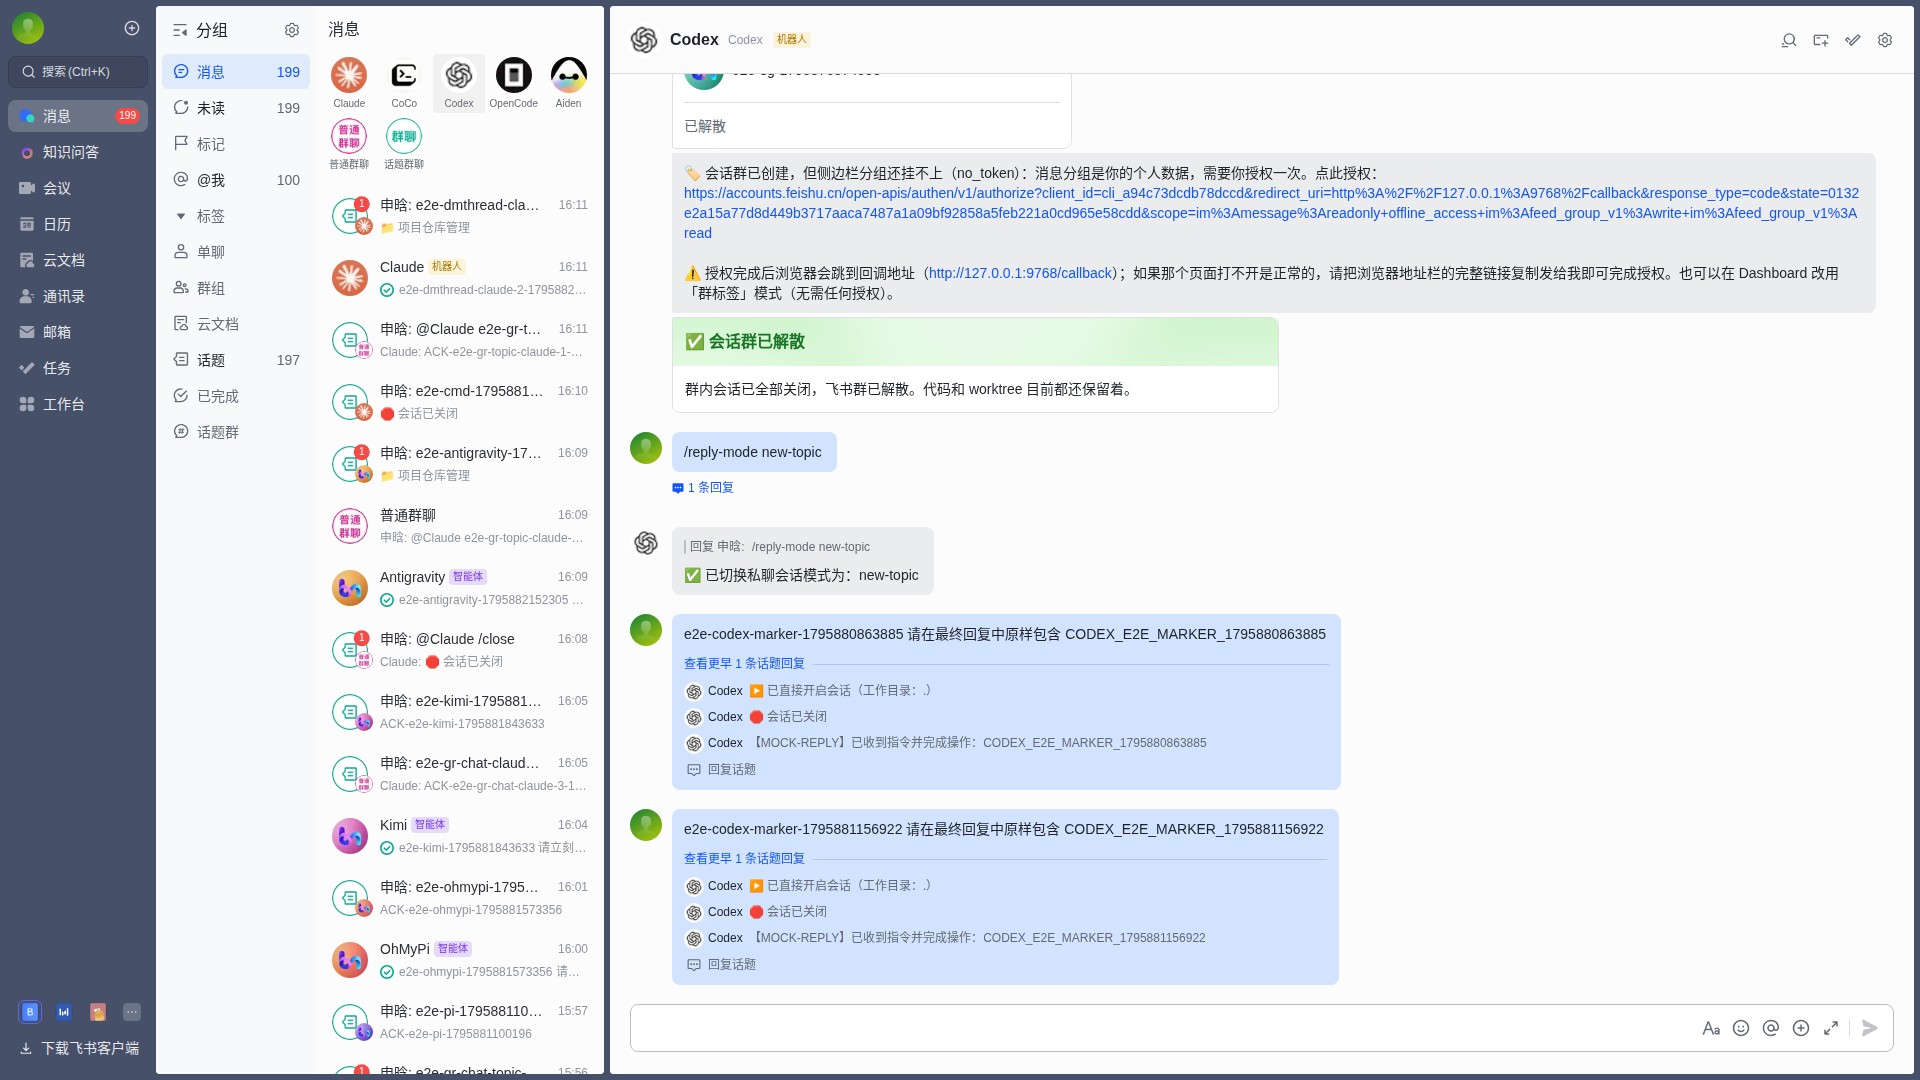 搜索 (Ctrl+K)
消息
199
知识问答
会议
日历
云文档
通讯录
邮箱
任务
工作台
下载飞书客户端
分组
消息 199
未读 199
标记
@我 100
标签
单聊
群组
云文档
话题 197
已完成
话题群
消息
Claude
CoCo
Codex
OpenCode
Aiden
普通群聊
普通群聊
群聊
话题群聊
1
申晗: e2e-dmthread-cla… 16:11
📁 项目仓库管理
Claude 机器人 16:11
e2e-dmthread-claude-2-1795882…
申晗: @Claude e2e-gr-t… 16:11
Claude: ACK-e2e-gr-topic-claude-1-…
申晗: e2e-cmd-1795881… 16:10
🛑 会话已关闭
1
申晗: e2e-antigravity-17… 16:09
📁 项目仓库管理
普通群聊
普通群聊 16:09
申晗: @Claude e2e-gr-topic-claude-…
Antigravity 智能体 16:09
e2e-antigravity-1795882152305 …
1
申晗: @Claude /close 16:08
Claude: 🛑 会话已关闭
申晗: e2e-kimi-1795881… 16:05
ACK-e2e-kimi-1795881843633
申晗: e2e-gr-chat-claud… 16:05
Claude: ACK-e2e-gr-chat-claude-3-1…
Kimi 智能体 16:04
e2e-kimi-1795881843633 请立刻…
申晗: e2e-ohmypi-1795… 16:01
ACK-e2e-ohmypi-1795881573356
OhMyPi 智能体 16:00
e2e-ohmypi-1795881573356 请…
申晗: e2e-pi-179588110… 15:57
ACK-e2e-pi-1795881100196
1
申晗: e2e-gr-chat-topic- 15:56
Codex Codex 机器人
已解散
🏷️ 会话群已创建，但侧边栏分组还挂不上（no_token）：消息分组是你的个人数据，需要你授权一次。点此授权：
https://accounts.feishu.cn/open-apis/authen/v1/authorize?client_id=cli_a94c73dcdb78dccd&redirect_uri=http%3A%2F%2F127.0.0.1%3A9768%2Fcallback&response_type=code&state=0132
e2a15a77d8d449b3717aaca7487a1a09bf92858a5feb221a0cd965e58cdd&scope=im%3Amessage%3Areadonly+offline_access+im%3Afeed_group_v1%3Awrite+im%3Afeed_group_v1%3A
read
⚠️ 授权完成后浏览器会跳到回调地址（http://127.0.0.1:9768/callback）；如果那个页面打不开是正常的，请把浏览器地址栏的完整链接复制发给我即可完成授权。也可以在 Dashboard 改用
「群标签」模式（无需任何授权）。
✅ 会话群已解散
群内会话已全部关闭，飞书群已解散。代码和 worktree 目前都还保留着。
/reply-mode new-topic
1 条回复
回复 申晗: /reply-mode new-topic
✅ 已切换私聊会话模式为：new-topic
e2e-codex-marker-1795880863885 请在最终回复中原样包含 CODEX_E2E_MARKER_1795880863885
查看更早 1 条话题回复
Codex ▶️ 已直接开启会话（工作目录：.）
Codex 🛑 会话已关闭
Codex 【MOCK-REPLY】已收到指令并完成操作：CODEX_E2E_MARKER_1795880863885
回复话题
e2e-codex-marker-1795881156922 请在最终回复中原样包含 CODEX_E2E_MARKER_1795881156922
查看更早 1 条话题回复
Codex ▶️ 已直接开启会话（工作目录：.）
Codex 🛑 会话已关闭
Codex 【MOCK-REPLY】已收到指令并完成操作：CODEX_E2E_MARKER_1795881156922
回复话题